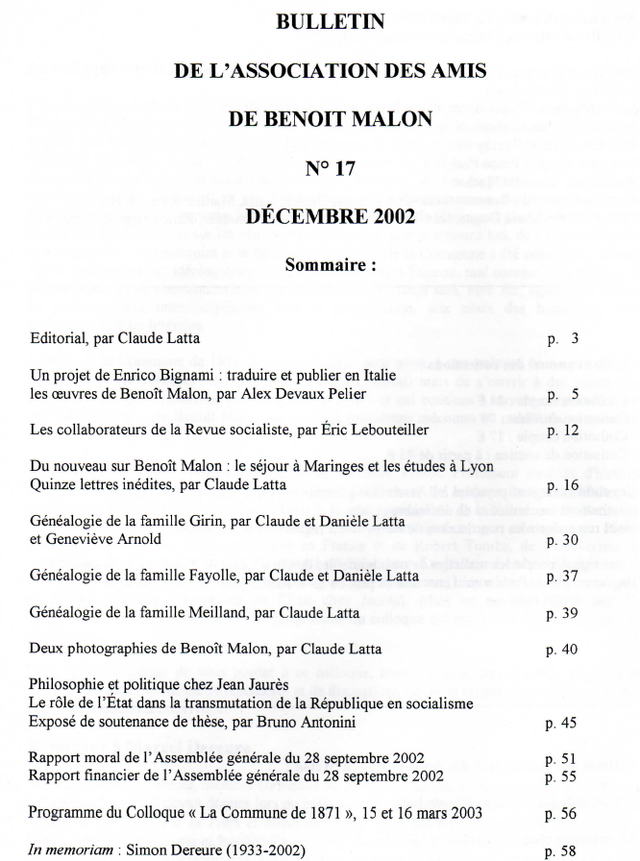 BULLETIN
DE L'ASSOCIATION DES AMIS
DE BENOIT MALON
N° 17
DÉCEMBRE 2002
Sommaire :
Editorial, par Claude Latta p. 3
Un projet de Enrico Bignami : traduire et publier en Italie
les œuvres de Benoît Malon, par Alex Devaux Pelier p. 5
Les collaborateurs de la Revue socialiste, par Éric Lebouteiller p. 12
Du nouveau sur Benoît Malon : le séjour à Maringes et les études à Lyon
Quinze lettres inédites, par Claude Latta p. 16
Généalogie de la famille Girin, par Claude et Danièle Latta
et Geneviève Arnold p. 30
Généalogie de la famille Fayolle, par Claude et Danièle Latta p. 37
Généalogie de la famille Meilland, par Claude Latta p. 39
Deux photographies de Benoît Malon, par Claude Latta p. 40
Philosophie et politique chez Jean Jaurès
Le rôle de l'État dans la transmutation de la République en socialisme
Exposé de soutenance de thèse, par Bruno Antonini p. 45
Rapport moral de l'Assemblée générale du 28 septembre 2002 p. 51
Rapport financier de l'Assemblée générale du 28 septembre 2002 p. 55
Programme du Colloque « La Commune de 1871 », 15 et 16 mars 2003 p. 56
In memoriam : Simon Dereure (1933-2002) p. 58